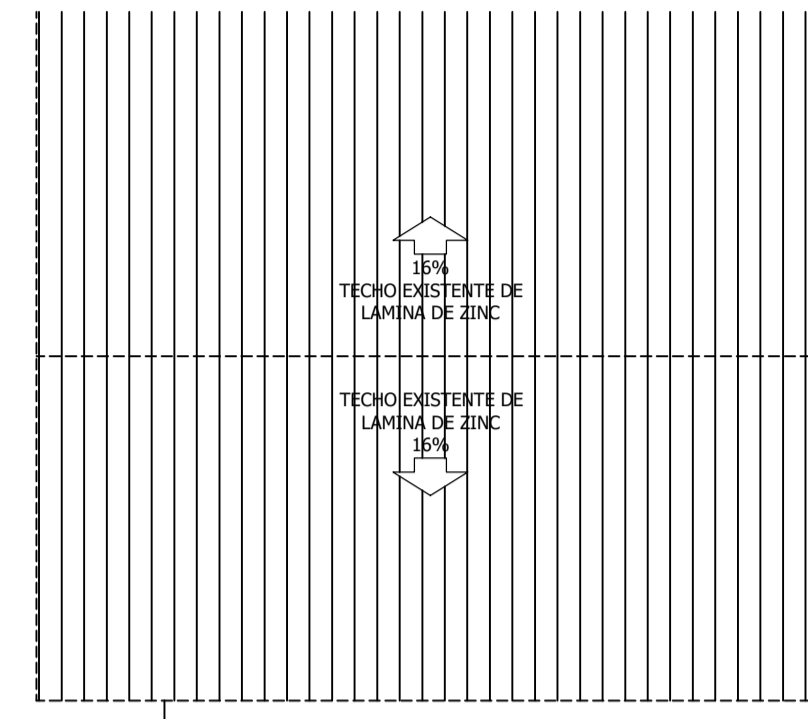 16%
TECHO EXISTENTE DE
LAMINA DE ZINC
TECHO EXISTENTE DE
LAMINA DE ZINC
16%